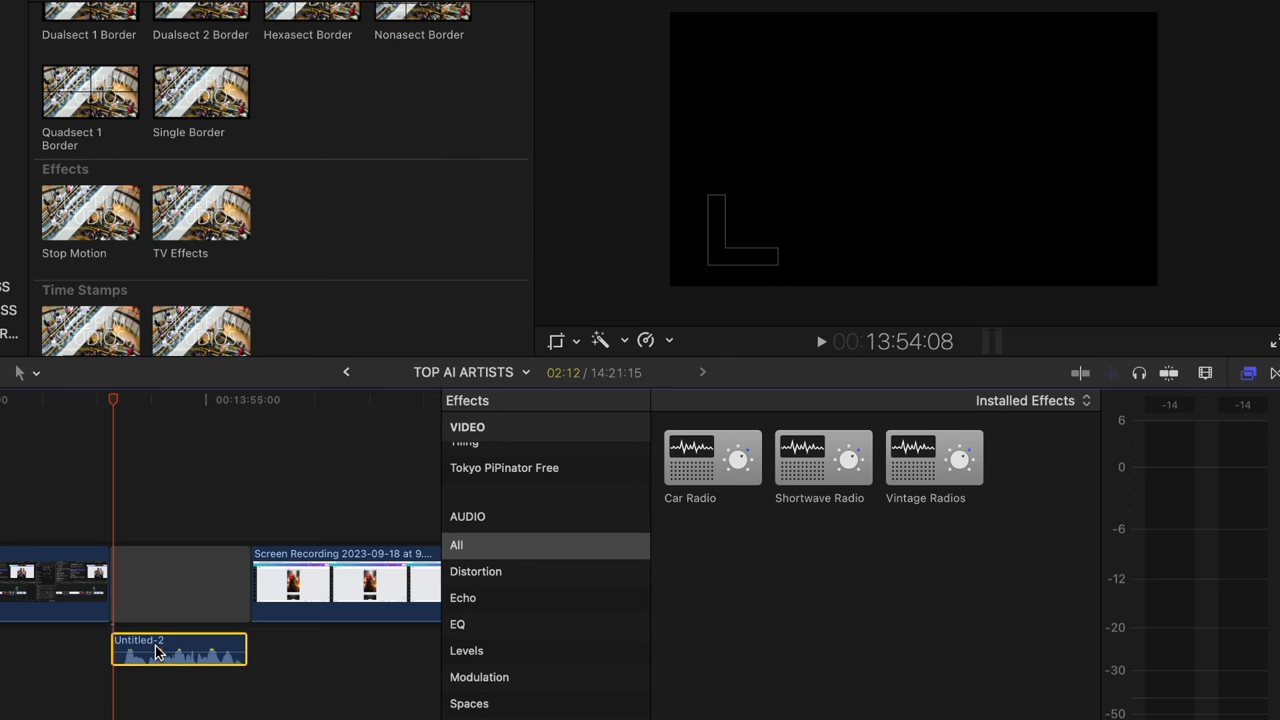 Dualsect 1 Border
Dualsect 2 Border
Hexasect Border
Nonasect Border
Quadsect 1
Border
Single Border
Effects
Stop Motion
TV Effects
Time Stamps
SS
R...
00:13:54:08
TOP AI ARTISTS
02:12 / 14:21:15
00:13:55:00
Effects
Installed Effects
VIDEO
Tiling
Tokyo PiPinator Free
AUDIO
All
Distortion
Echo
EQ
Levels
Modulation
Spaces
Car Radio
Shortwave Radio
Vintage Radios
-14
-14
6
0
-6
-12
-20
-30
-50
Screen Recording 2023-09-18 at 9....
Untitled-2